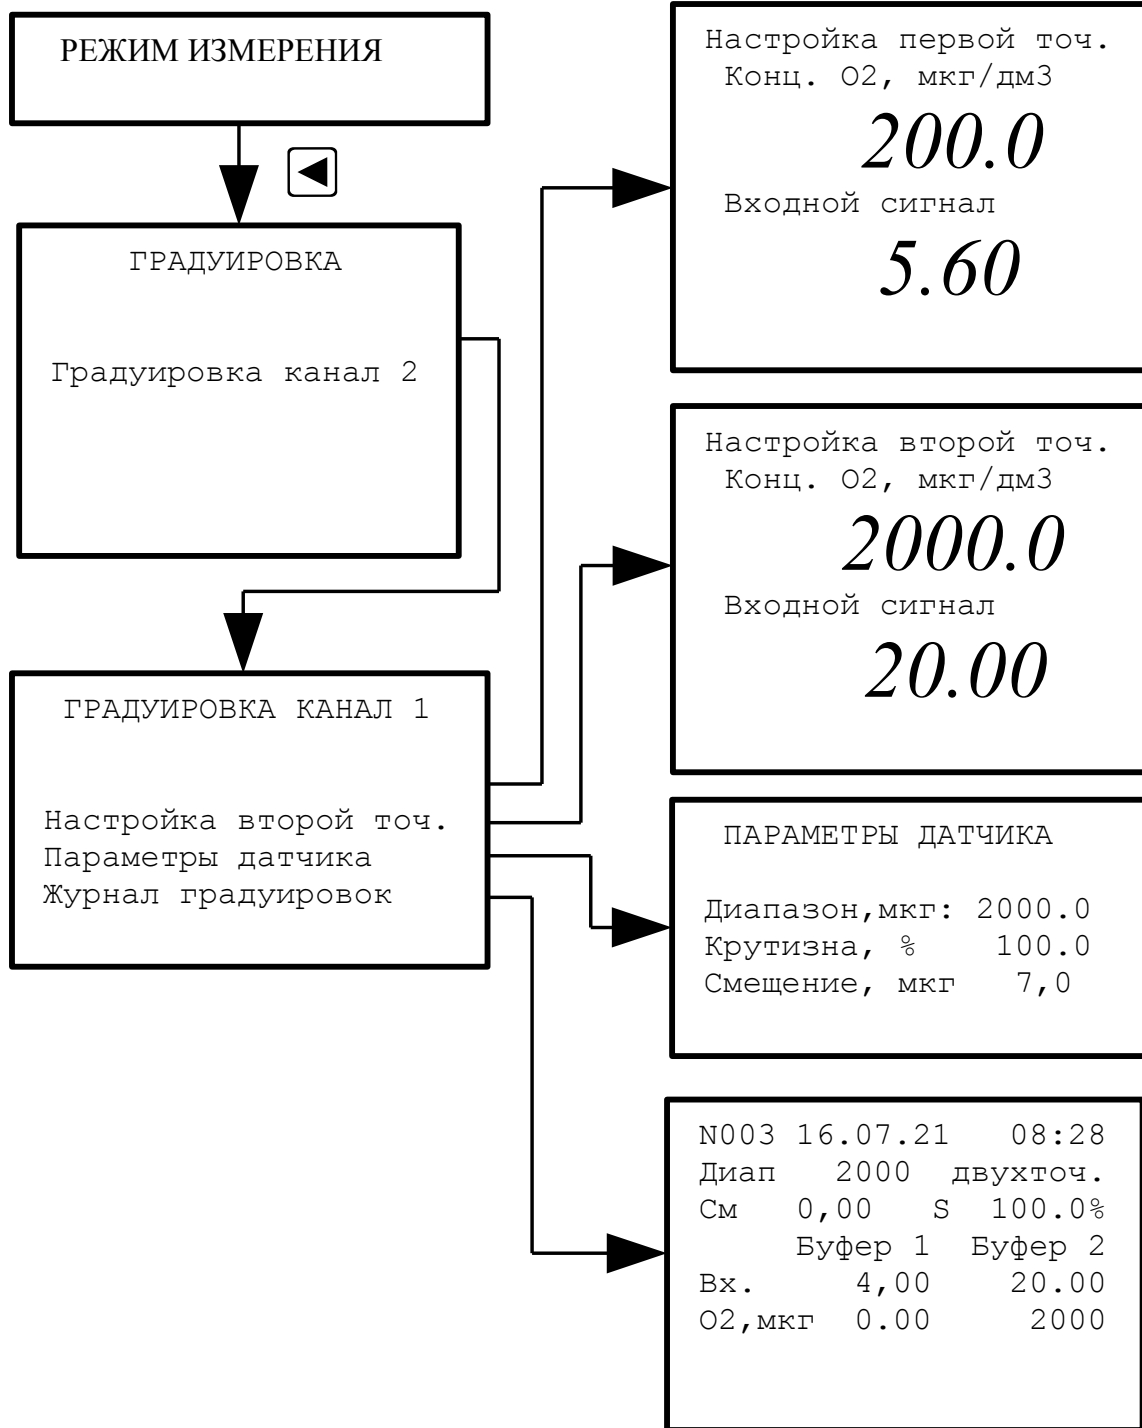 РЕЖИМ ИЗМЕРЕНИЯ
ГРАДУИРОВКА
Градуировка канал 2
ГРАДУИРОВКА КАНАЛ 1
Настройка второй точ.
Параметры датчика
Журнал градуировок
Настройка первой точ.
Конц. О2, мкг/дм3
200.0
Входной сигнал
5.60
Настройка второй точ.
Конц. О2, мкг/дм3
2000.0
Входной сигнал
20.00
ПАРАМЕТРЫ ДАТЧИКА
Диапазон,мкг: 2000.0
Крутизна, % 100.0
Смещение, мкг 7,0
N003 16.07.21 08:28
Диап 2000 двухточ.
См 0,00 S 100.0%
Буфер 1 Буфер 2
Вх. 4,00 20.00
О2,мкг 0.00 2000